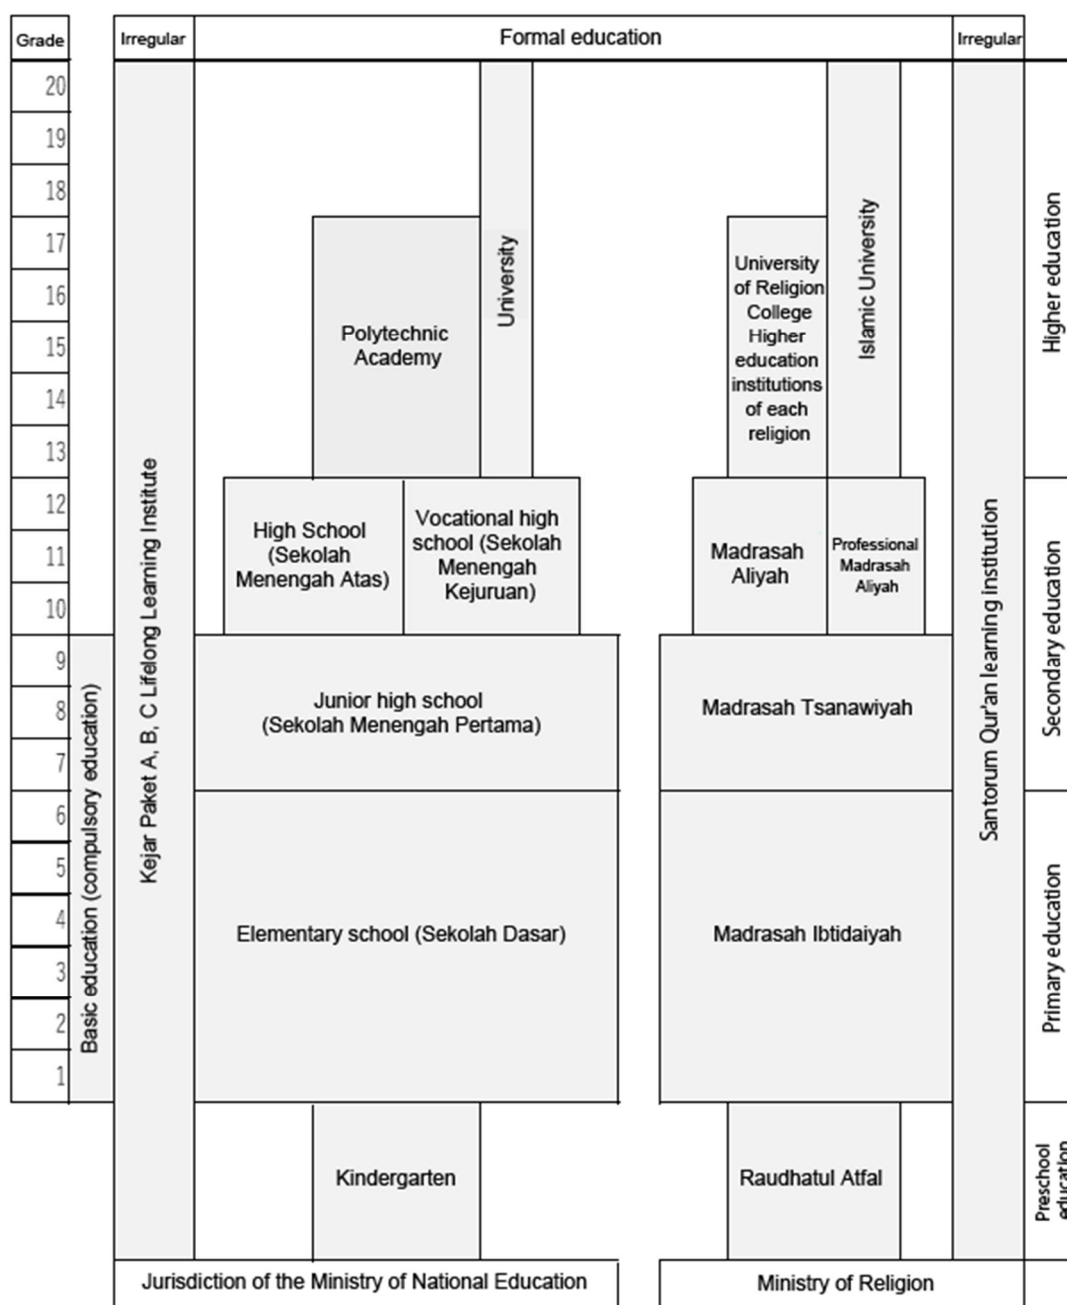 Grade
Irregular
Formal education
Irregular
20
19
18
17
16
15
14
13
12
11
10
9
8
7
6
5
4
3
2
1
Basic education (compulsory education)
Kejar Paket A, B, C Lifelong Learning Institute
Polytechnic
Academy
University
University
of Religion
College
Higher
education
institutions
of each
religion
Islamic University
High School
(Sekolah
Menengah Atas)
Vocational high
school (Sekolah
Menengah
Kejuruan)
Madrasah
Aliyah
Professional
Madrasah
Aliyah
Junior high school
(Sekolah Menengah Pertama)
Madrasah Tsanawiyah
Elementary school (Sekolah Dasar)
Madrasah Ibtidaiyah
Kindergarten
Raudhatul Atfal
Santorum Qur'an learning institution
Higher education
Secondary education
Primary education
Preschool
education
Jurisdiction of the Ministry of National Education
Ministry of Religion